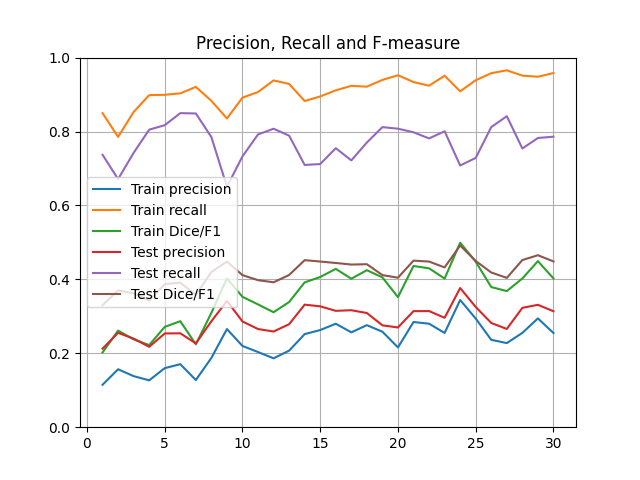 Precision, Recall and F-measure
1.0
0.8
0.6
0.4
0.2
0.0
Train precision
Train recall
Train Dice/F1
Test precision
Test recall
Test Dice/F1
0 5 10 15 20 25 30